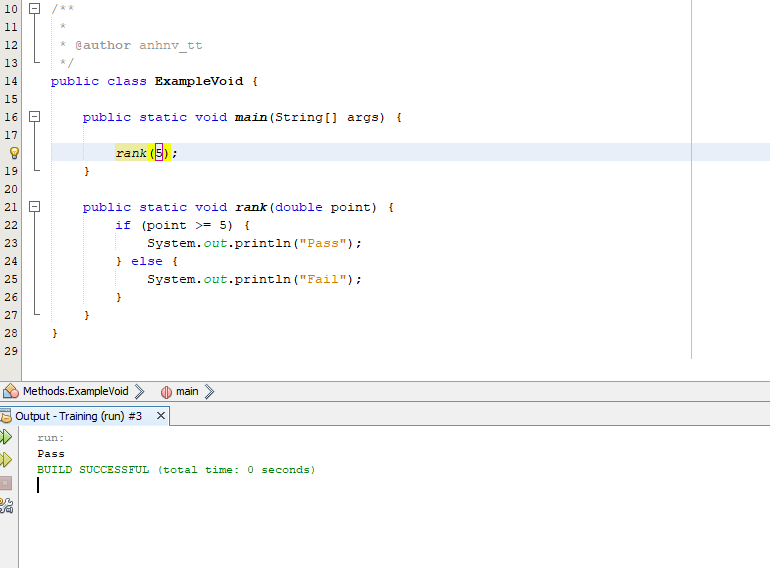 10 /**
11 *
12 * @author anhnv_tt
13 */
14 public class ExampleVoid {
15
16 public static void main(String[] args) {
17
rank(5);
19 }
20
21 public static void rank(double point) {
22 if (point >= 5) {
23 System.out.println("Pass");
24 } else {
25 System.out.println("Fail");
26 }
27 }
28 }
29
Methods.ExampleVoid main
Output - Training (run) #3 X
run:
Pass
BUILD SUCCESSFUL (total time: 0 seconds)